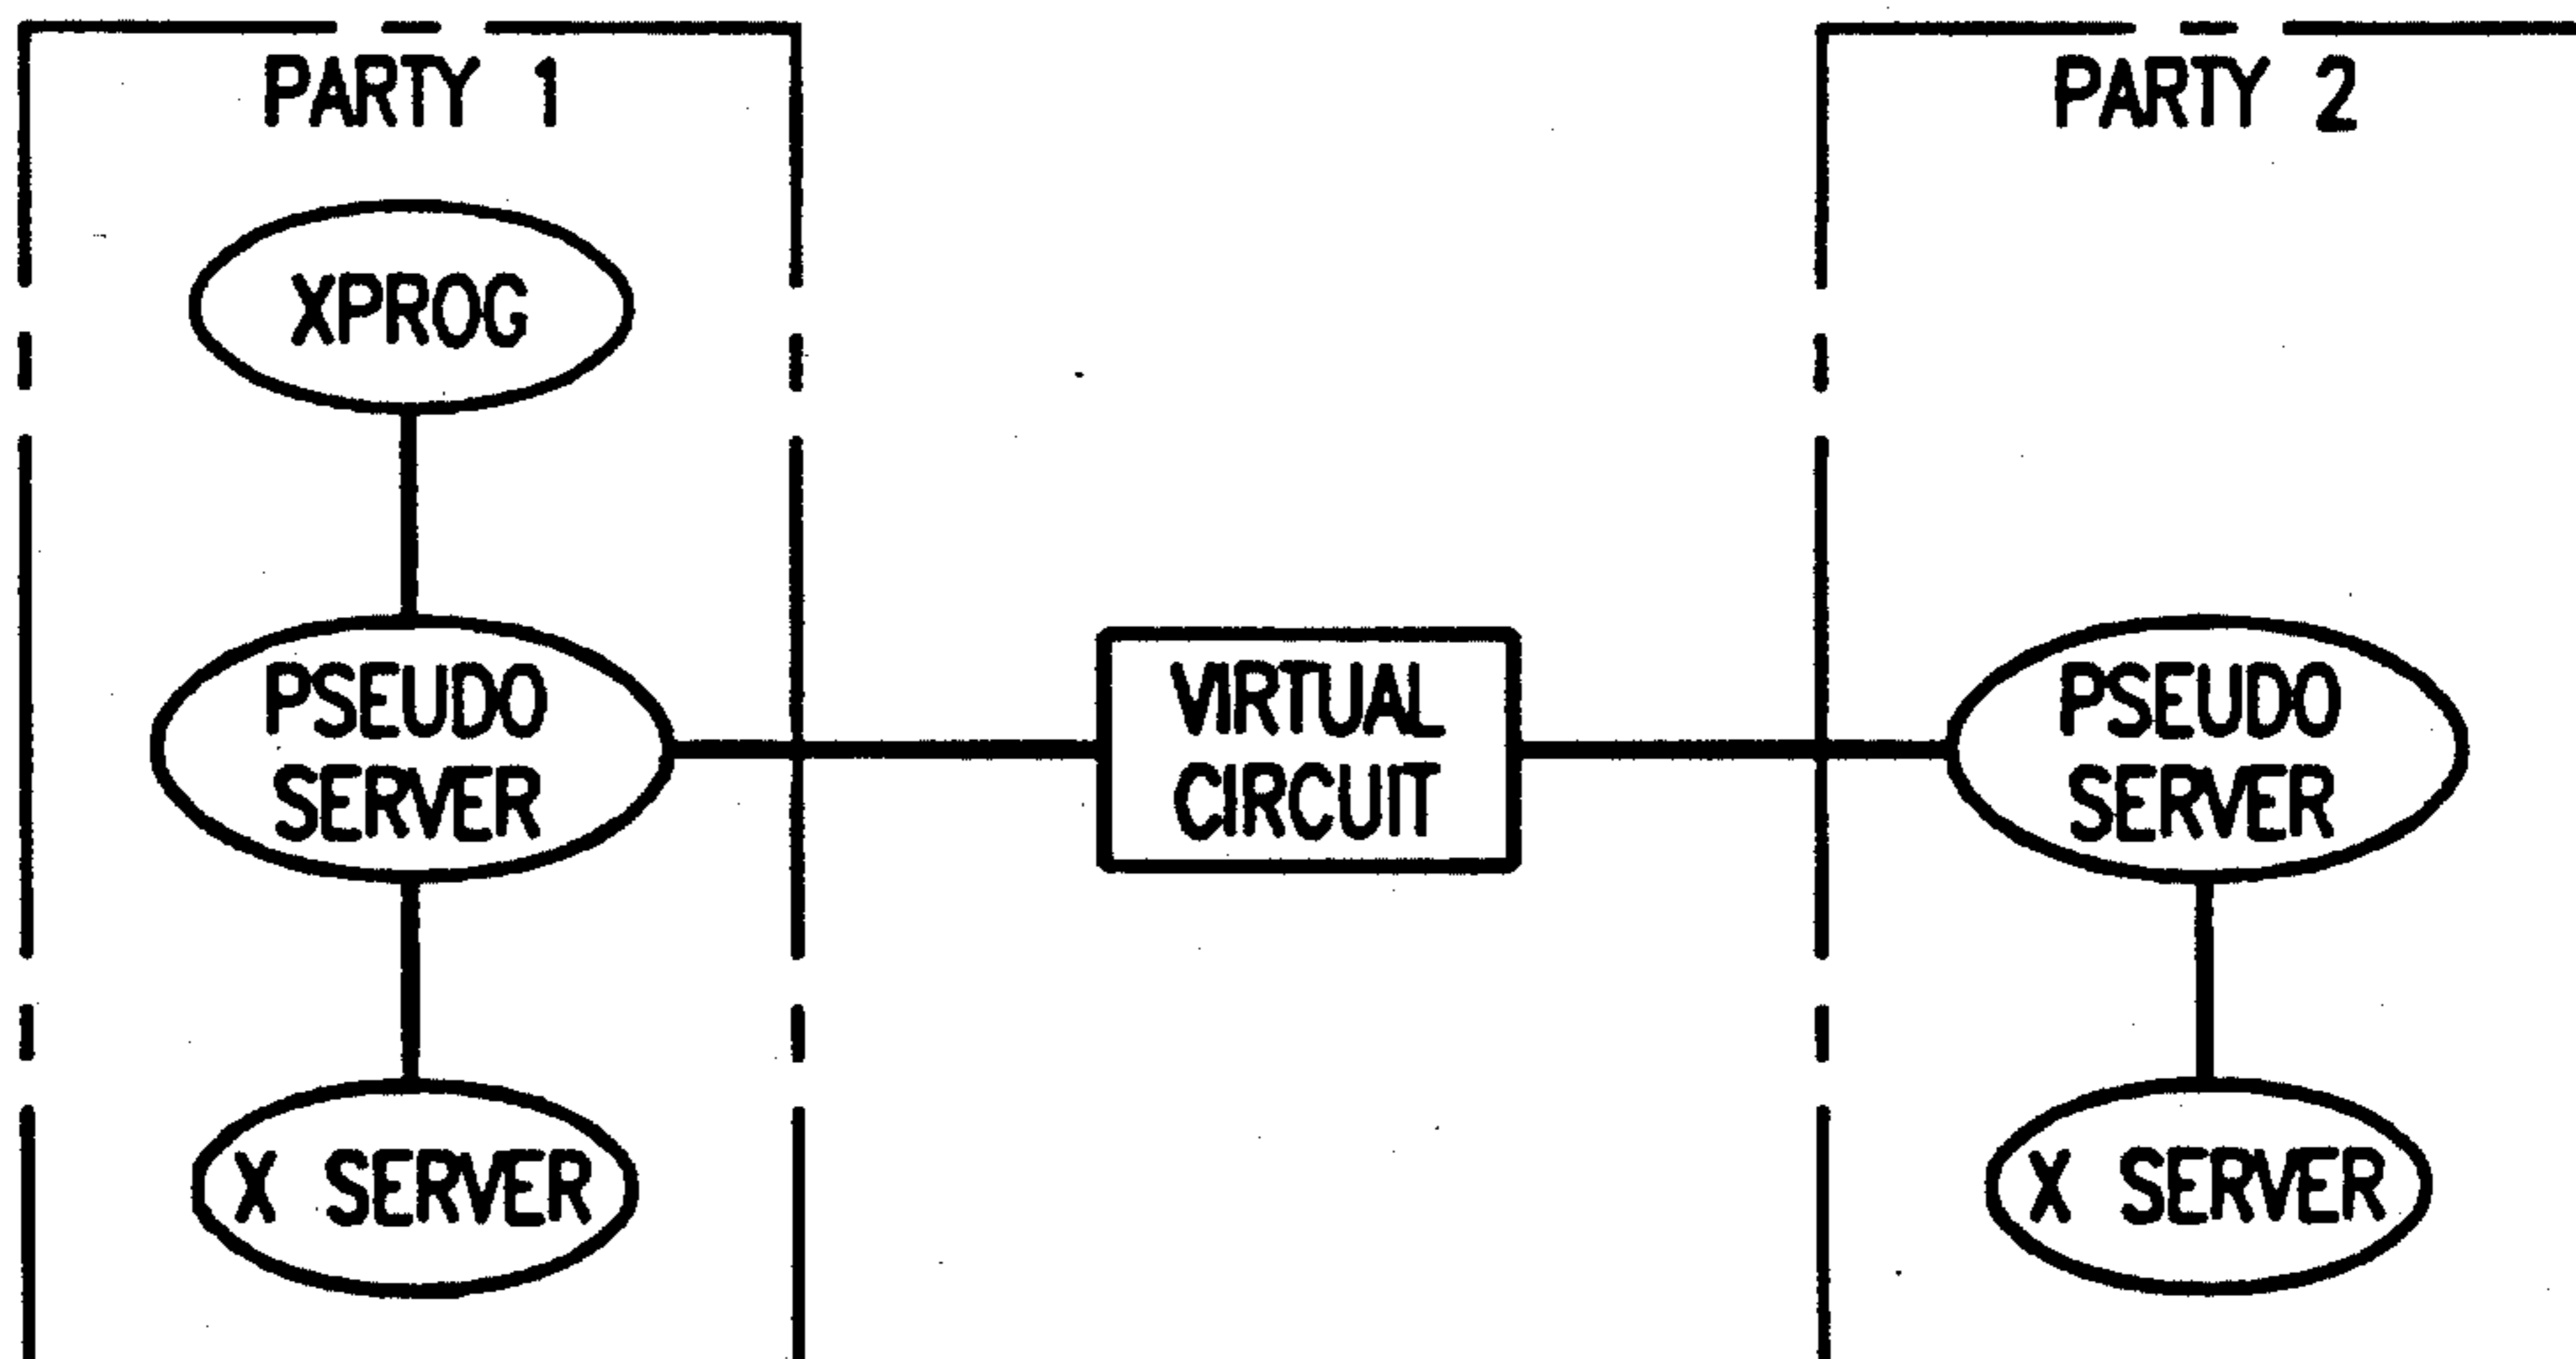 PARTY 1
XPROG
PSEUDO
SERVER
X SERVER
VIRTUAL
CIRCUIT
PARTY 2
PSEUDO
SERVER
X SERVER